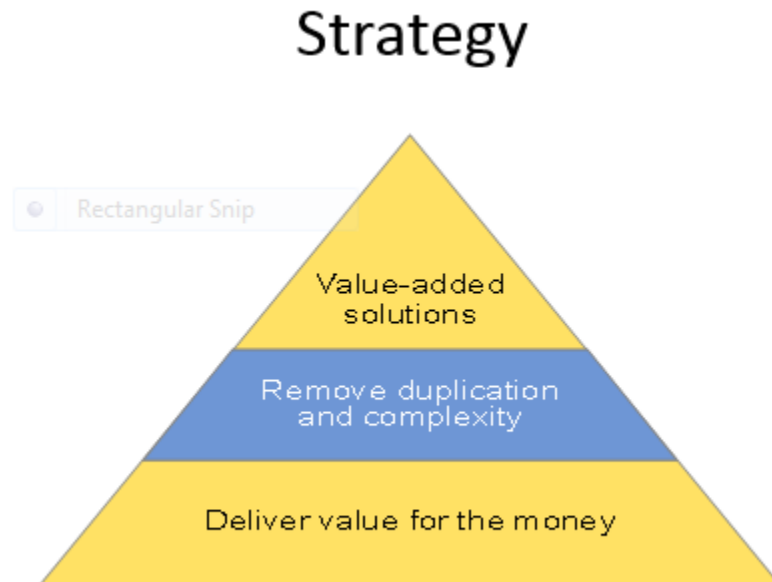 Strategy
Rectangular Snip
Value-added
solutions
Remove duplication
and complexity
Deliver value for the money